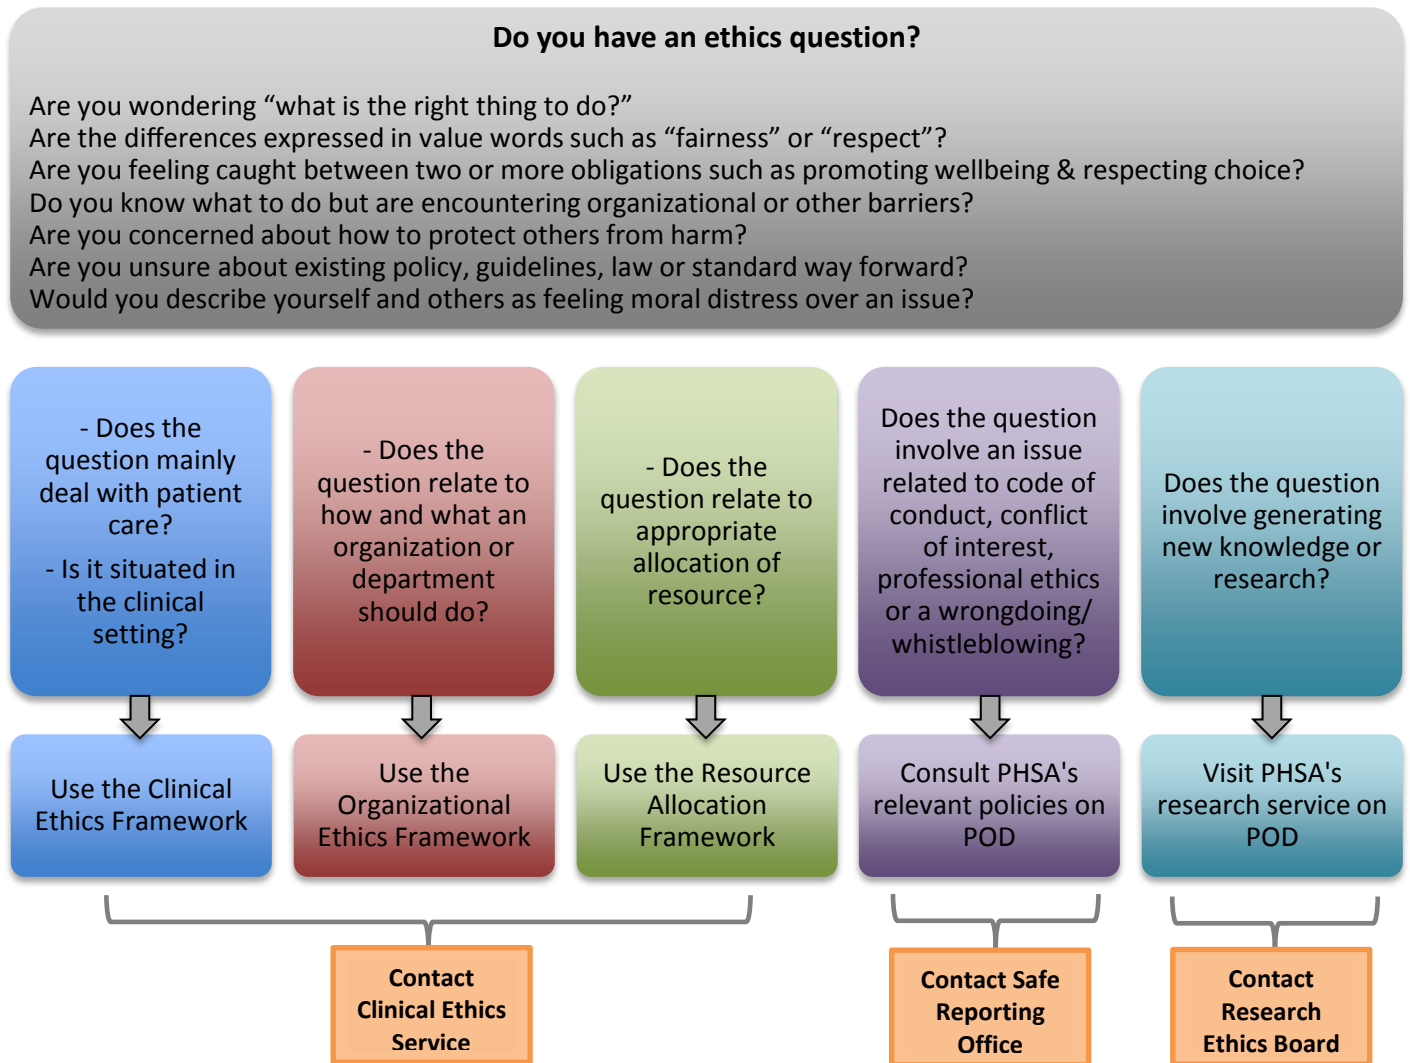 Do you have an ethics question?
Are you wondering “what is the right thing to do?”
Are the differences expressed in value words such as “fairness” or “respect”?
Are you feeling caught between two or more obligations such as promoting wellbeing & respecting choice?
Do you know what to do but are encountering organizational or other barriers?
Are you concerned about how to protect others from harm?
Are you unsure about existing policy, guidelines, law or standard way forward?
Would you describe yourself and others as feeling moral distress over an issue?
- Does the
question mainly
deal with patient
care?
- Is it situated in
the clinical
setting?
- Does the
question relate to
how and what an
organization or
department
should do?
- Does the
question relate to
appropriate
allocation of
resource?
Does the question
involve an issue
related to code of
conduct, conflict
of interest,
professional ethics
or a wrongdoing/
whistleblowing?
Does the question
involve generating
new knowledge or
research?
Use the Clinical
Ethics Framework
Use the
Organizational
Ethics Framework
Use the Resource
Allocation
Framework
Consult PHSA's
relevant policies on
POD
Visit PHSA's
research service on
POD
Contact
Clinical Ethics
Service
Contact Safe
Reporting
Office
Contact
Research
Ethics Board